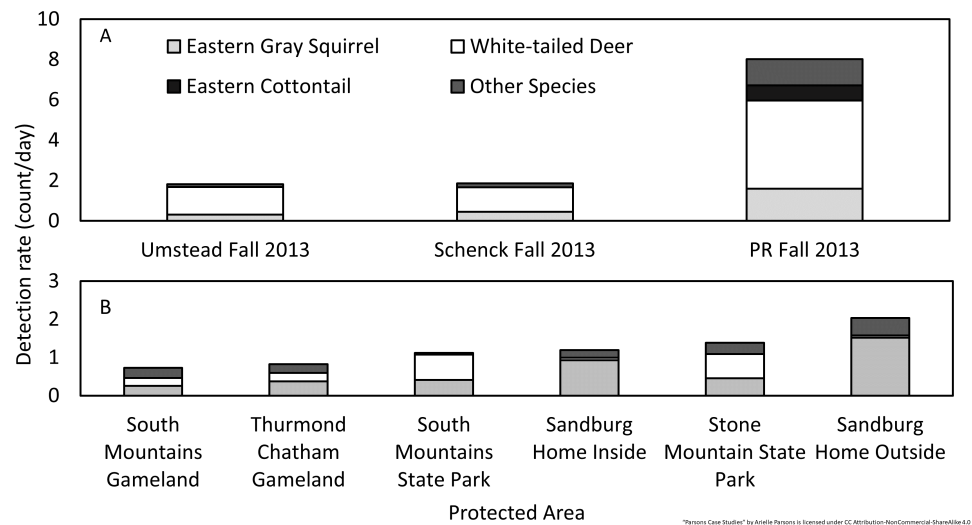 10
8
6
4
2
0
A
Eastern Gray Squirrel
White-tailed Deer
Eastern Cottontail
Other Species
Umstead Fall 2013
Schenck Fall 2013
PR Fall 2013
Detection rate (count/day)
3
2
1
0
B
South
Mountains
Gameland
Thurmond
Chatham
Gameland
South
Mountains
State Park
Sandburg
Home Inside
Stone
Mountain State
Park
Sandburg
Home Outside
Protected Area
"Parsons Case Studies" by Arielle Parsons is licensed under CC Attribution-NonCommercial-ShareAlike 4.0